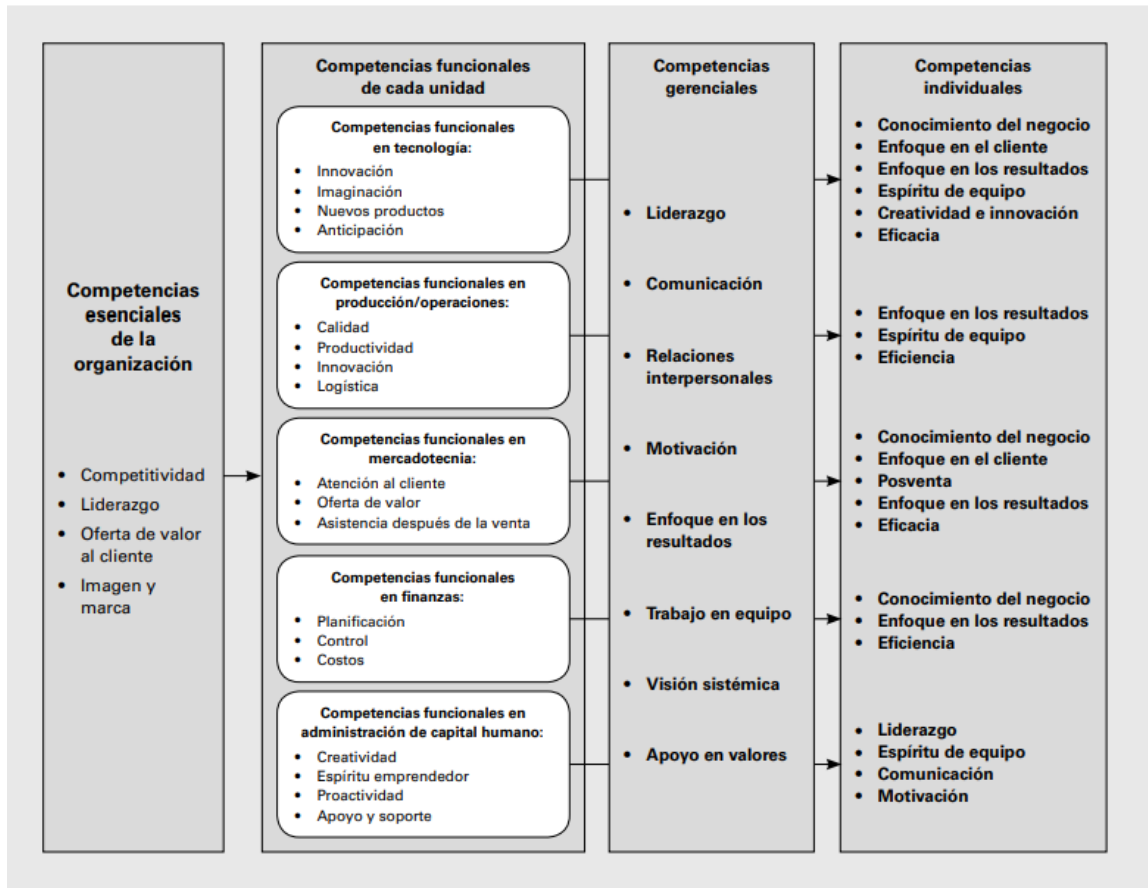 Competencias
esenciales
de la
organización
• Competitividad
• Liderazgo
• Oferta de valor
al cliente
• Imagen y
marca
Competencias funcionales
de cada unidad
Competencias funcionales
en tecnología:
• Innovación
• Imaginación
• Nuevos productos
• Anticipación
Competencias funcionales en
producción/operaciones:
• Calidad
• Productividad
• Innovación
• Logística
Competencias funcionales en
mercadotecnia:
• Atención al cliente
• Oferta de valor
• Asistencia después de la venta
Competencias funcionales
en finanzas:
• Planificación
• Control
• Costos
Competencias funcionales en
administración de capital humano:
• Creatividad
• Espíritu emprendedor
• Proactividad
• Apoyo y soporte
Competencias
gerenciales
• Liderazgo
• Comunicación
• Relaciones
interpersonales
• Motivación
• Enfoque en los
resultados
• Trabajo en equipo
• Visión sistémica
• Apoyo en valores
Competencias
individuales
• Conocimiento del negocio
• Enfoque en el cliente
• Enfoque en los resultados
• Espíritu de equipo
• Creatividad e innovación
• Eficacia
• Enfoque en los resultados
• Espíritu de equipo
• Eficiencia
• Conocimiento del negocio
• Enfoque en el cliente
• Posventa
• Enfoque en los resultados
• Eficacia
• Conocimiento del negocio
• Enfoque en los resultados
• Eficiencia
• Liderazgo
• Espíritu de equipo
• Comunicación
• Motivación